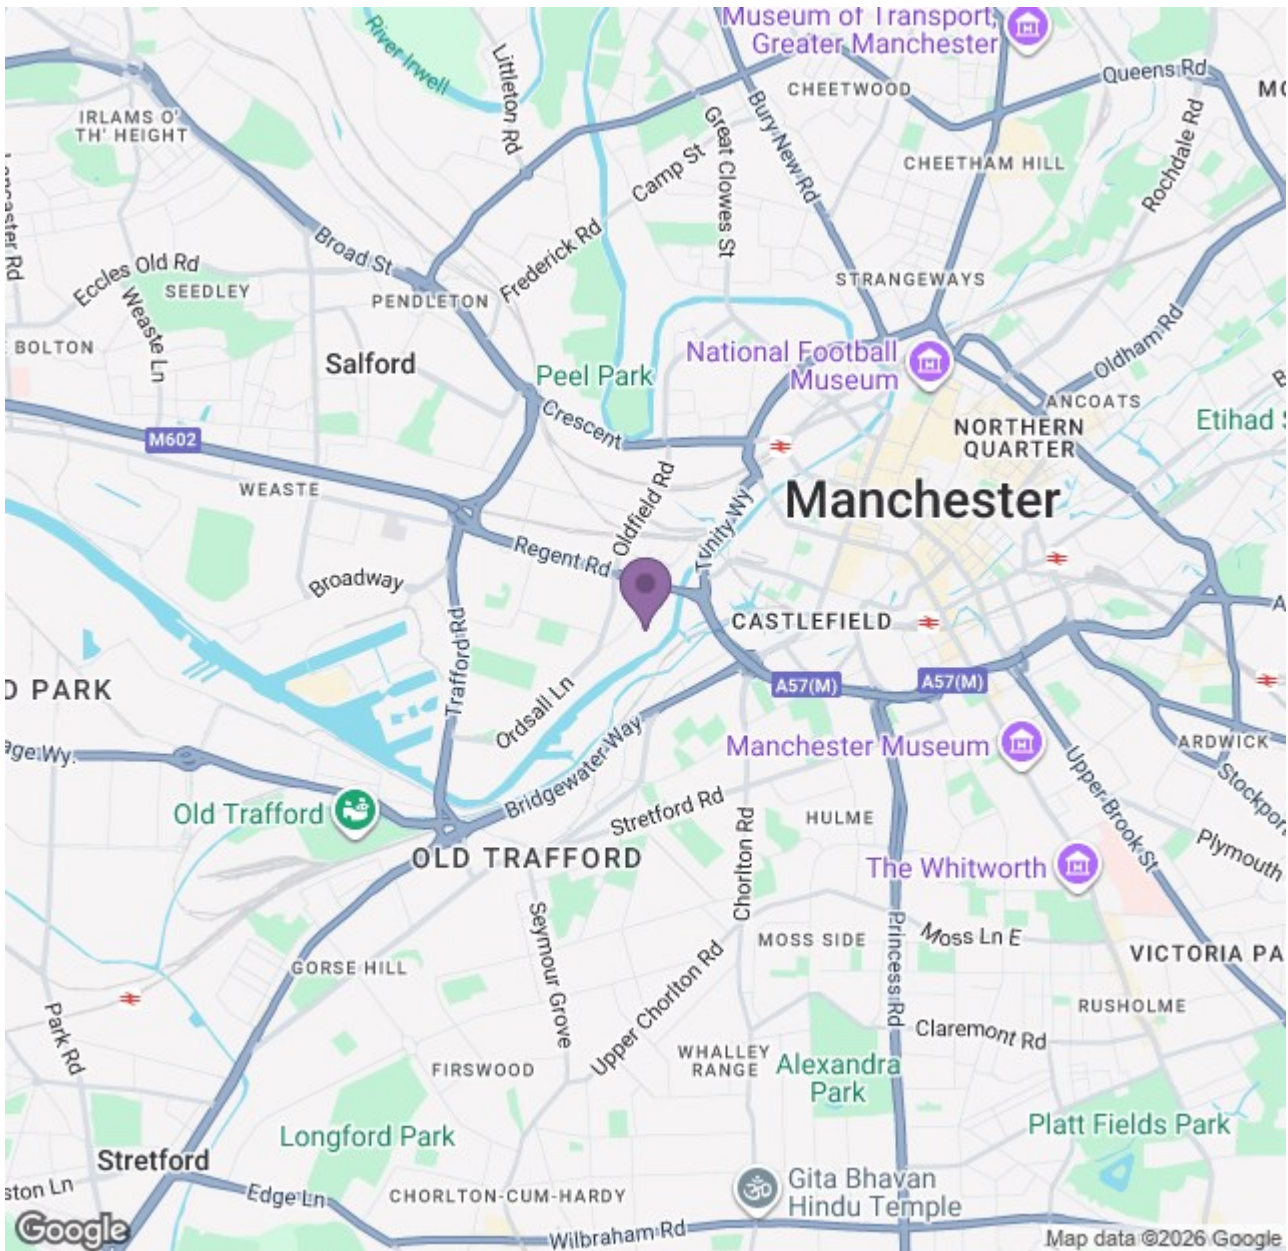 Museum of Transport,
Greater Manchester
River Irwell
Littleton Rd
Queens Rd
CHEETWOOD
IRLAMS O'
TH' HEIGHT
Great Clowes St
Bury New Rd
Rochdale Rd
CHEETHAM HILL
Camp St
Broad St
Frederick Rd
Eccles Old Rd
SEEDLEY
STRANGEWAYS
PENDLETON
Weaste Ln
Oldham Rd
BOLTON
Salford
National Football
Museum
Peel Park
Crescent
ANCOATS
Etihad
M602
NORTHERN
QUARTER
WEASTE
Manchester
Oldfield Rd
Trinity Wy
Regent Rd
Broadway
CASTLEFIELD
Trafford Rd
PARK
A57(M)
A57(M)
Ordsall Ln
Bridgewater Way
Manchester Museum
ARDWICK
Upper Brook St
Stockport
Old Trafford
Stretford Rd
HULME
Plymouth
OLD TRAFFORD
Chorlton Rd
The Whitworth
Seymour Grove
Princess Rd
Moss Ln E
MOSS SIDE
VICTORIA PA
GORSE HILL
Upper Chorlton Rd
RUSHOLME
Park Rd
Claremont Rd
WHALLEY
RANGE
FIRSWOOD
Alexandra
Park
Platt Fields Park
Longford Park
Stretford
ston Ln
Edge Ln
CHORLTON-CUM-HARDY
Gita Bhavan
Hindu Temple
Wilbraham Rd
Google
Map data ©2026 Google